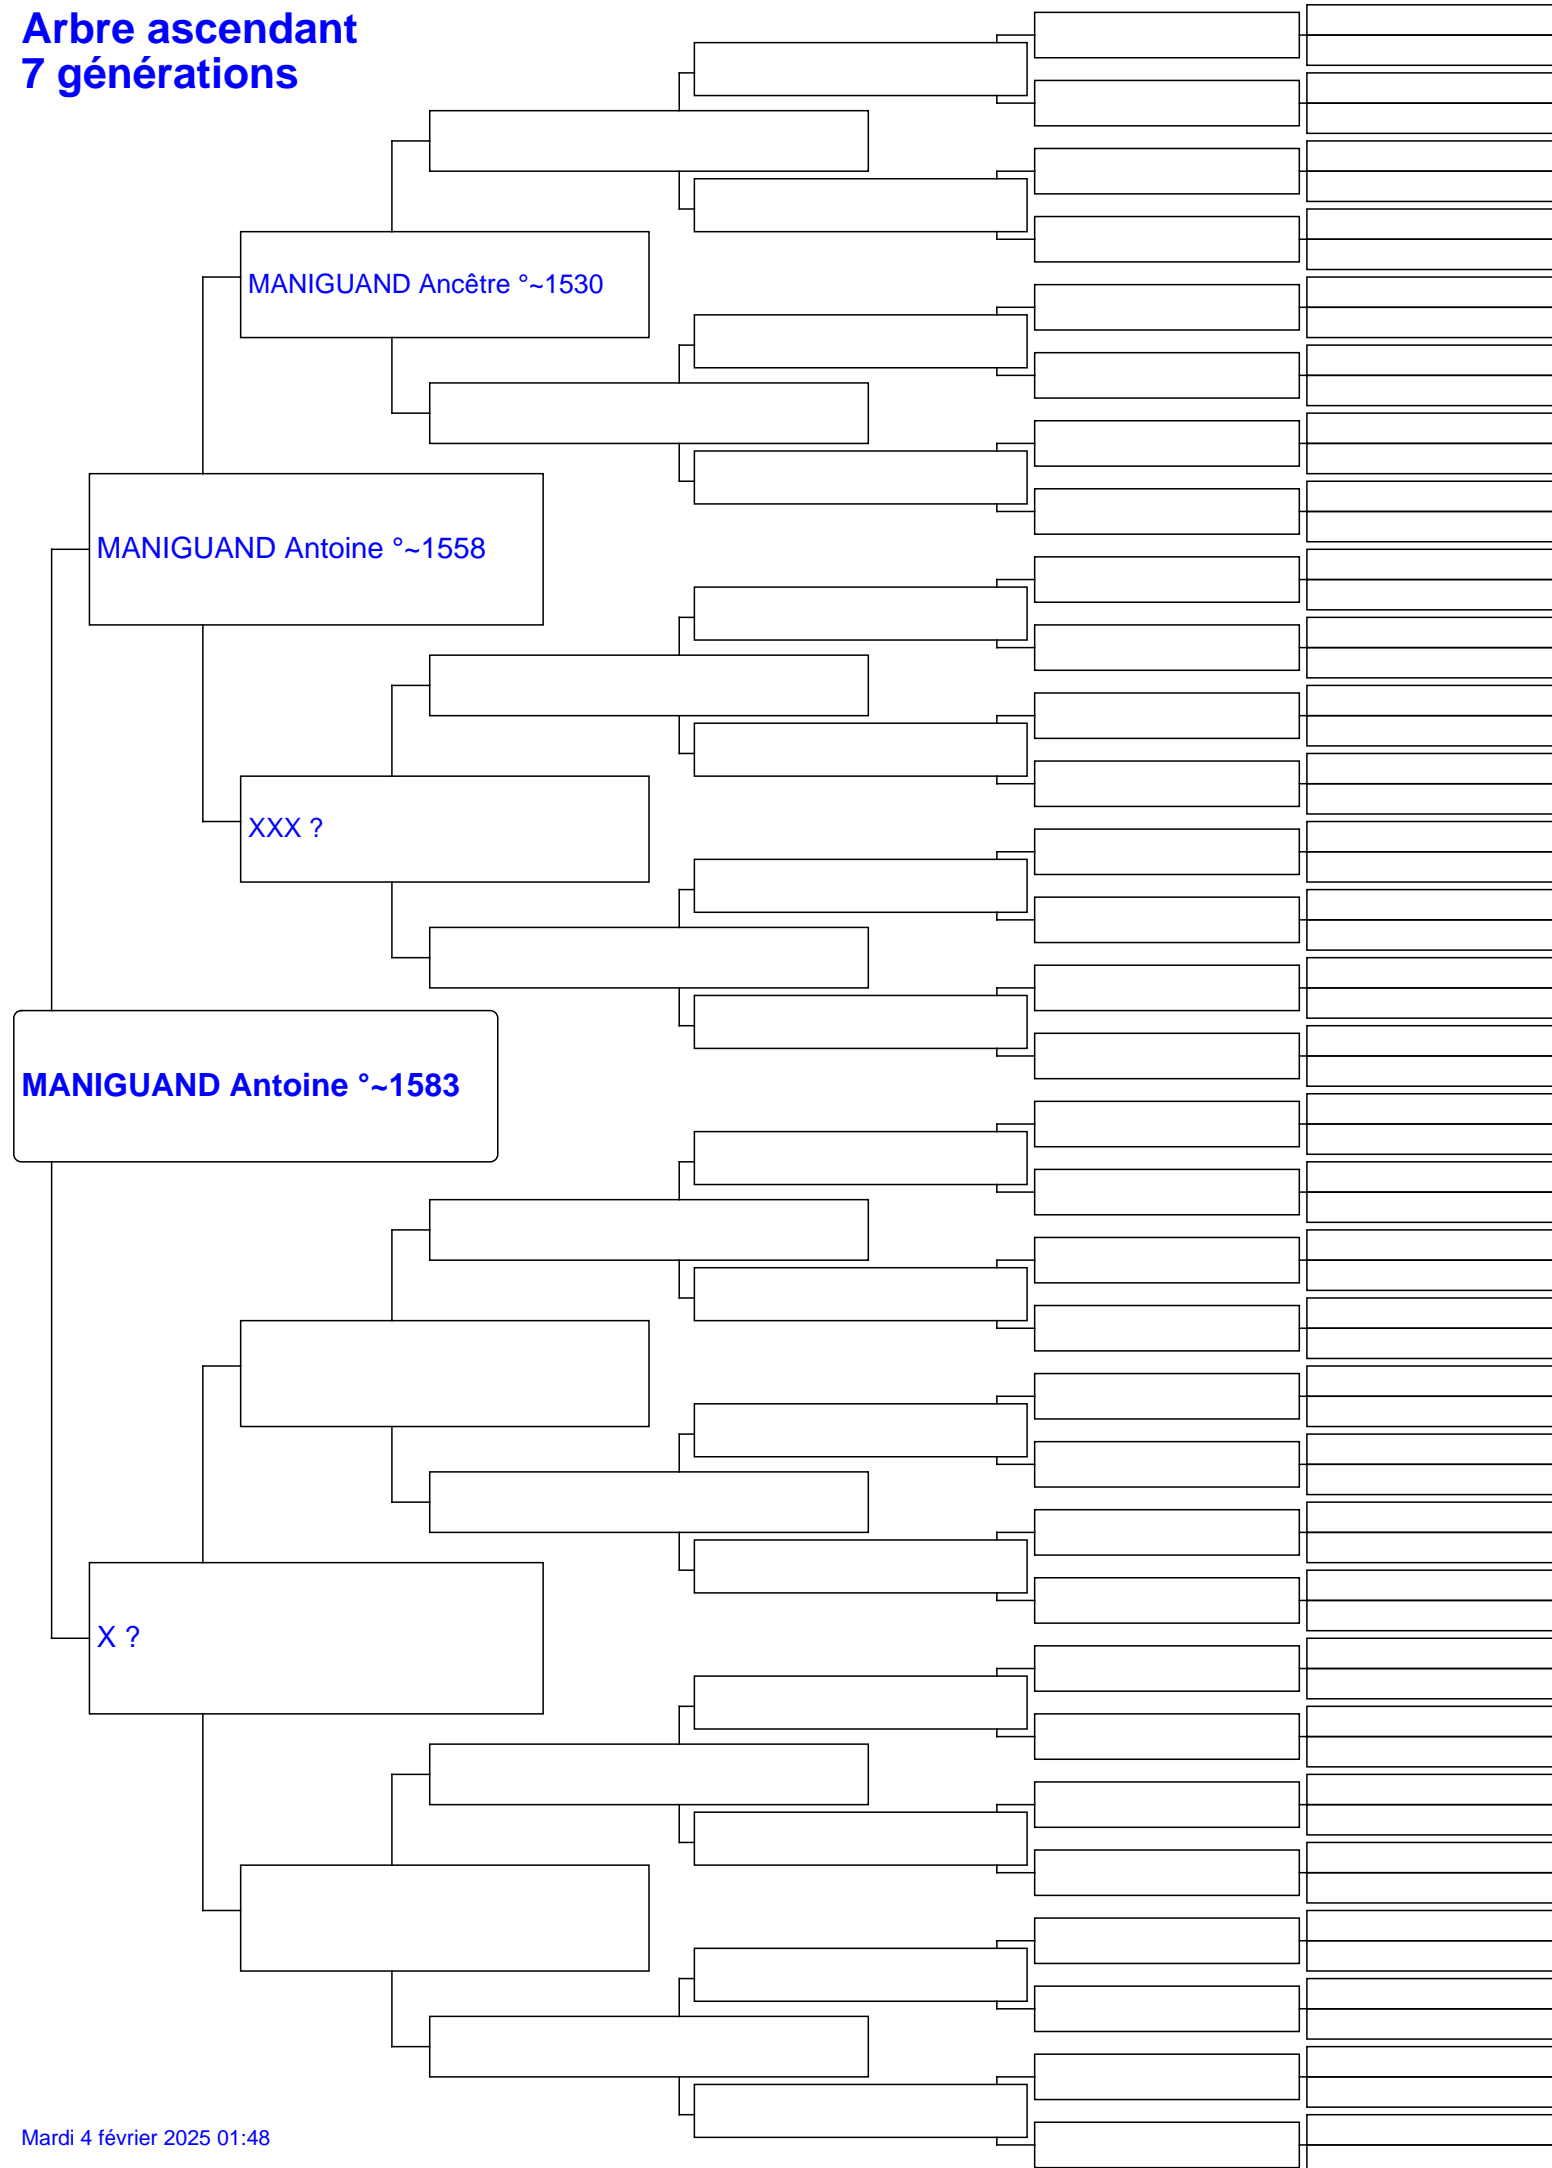 Arbre ascendant
7 générations
MANIGUAND Ancêtre °~1530
MANIGUAND Antoine °~1558
XXX ?
MANIGUAND Antoine °~1583
X ?
Mardi 4 février 2025 01:48